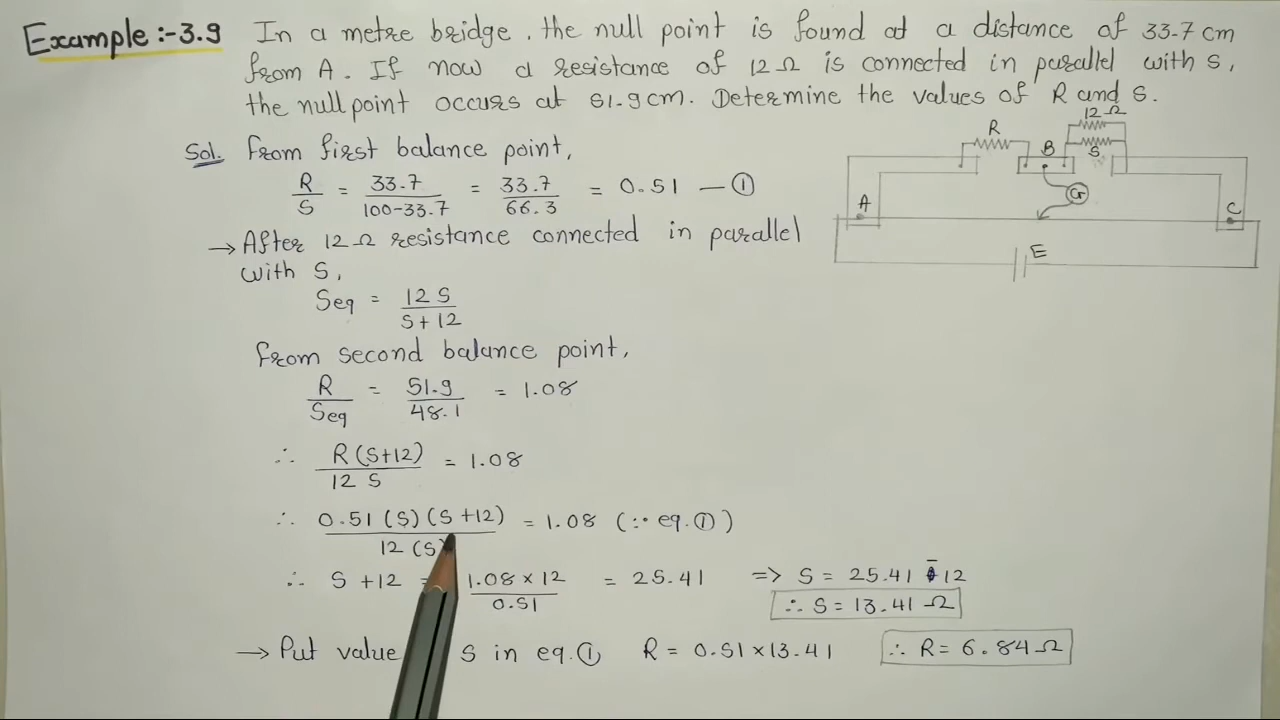 Example:-3.9 In a metre bridge, the null point is found at a distance of 33.7 cm
from A. If now a resistance of 12 Ω is connected in parallel with S,
the null point occurs at 51.9 cm. Determine the values of R and S.
Sol. From first balance point,
R/S = 33.7/100-33.7 = 33.7/66.3 = 0.51 — ①
→ After 12 Ω resistance connected in parallel
with S,
Seq = 12 S/S+12
From second balance point,
R/Seq = 51.9/48.1 = 1.08
∴ R(S+12)/12 S = 1.08
∴ 0.51 (S) (S+12)/12 (S) = 1.08 (∵ eq. ①)
∴ S+12 = 1.08 × 12/0.51 = 25.41 => S = 25.41 - 12
∴ S = 13.41 Ω
→ Put value S in eq. ① R = 0.51 × 13.41 ∴ R = 6.84 Ω
12 Ω
R
B
S
G
A
C
E